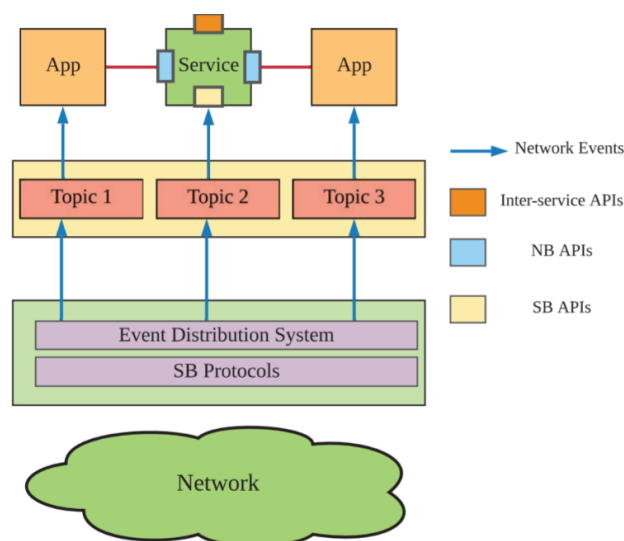 App
Service
App
Network Events
Topic 1
Topic 2
Topic 3
Inter-service APIs
NB APIs
SB APIs
Event Distribution System
SB Protocols
Network